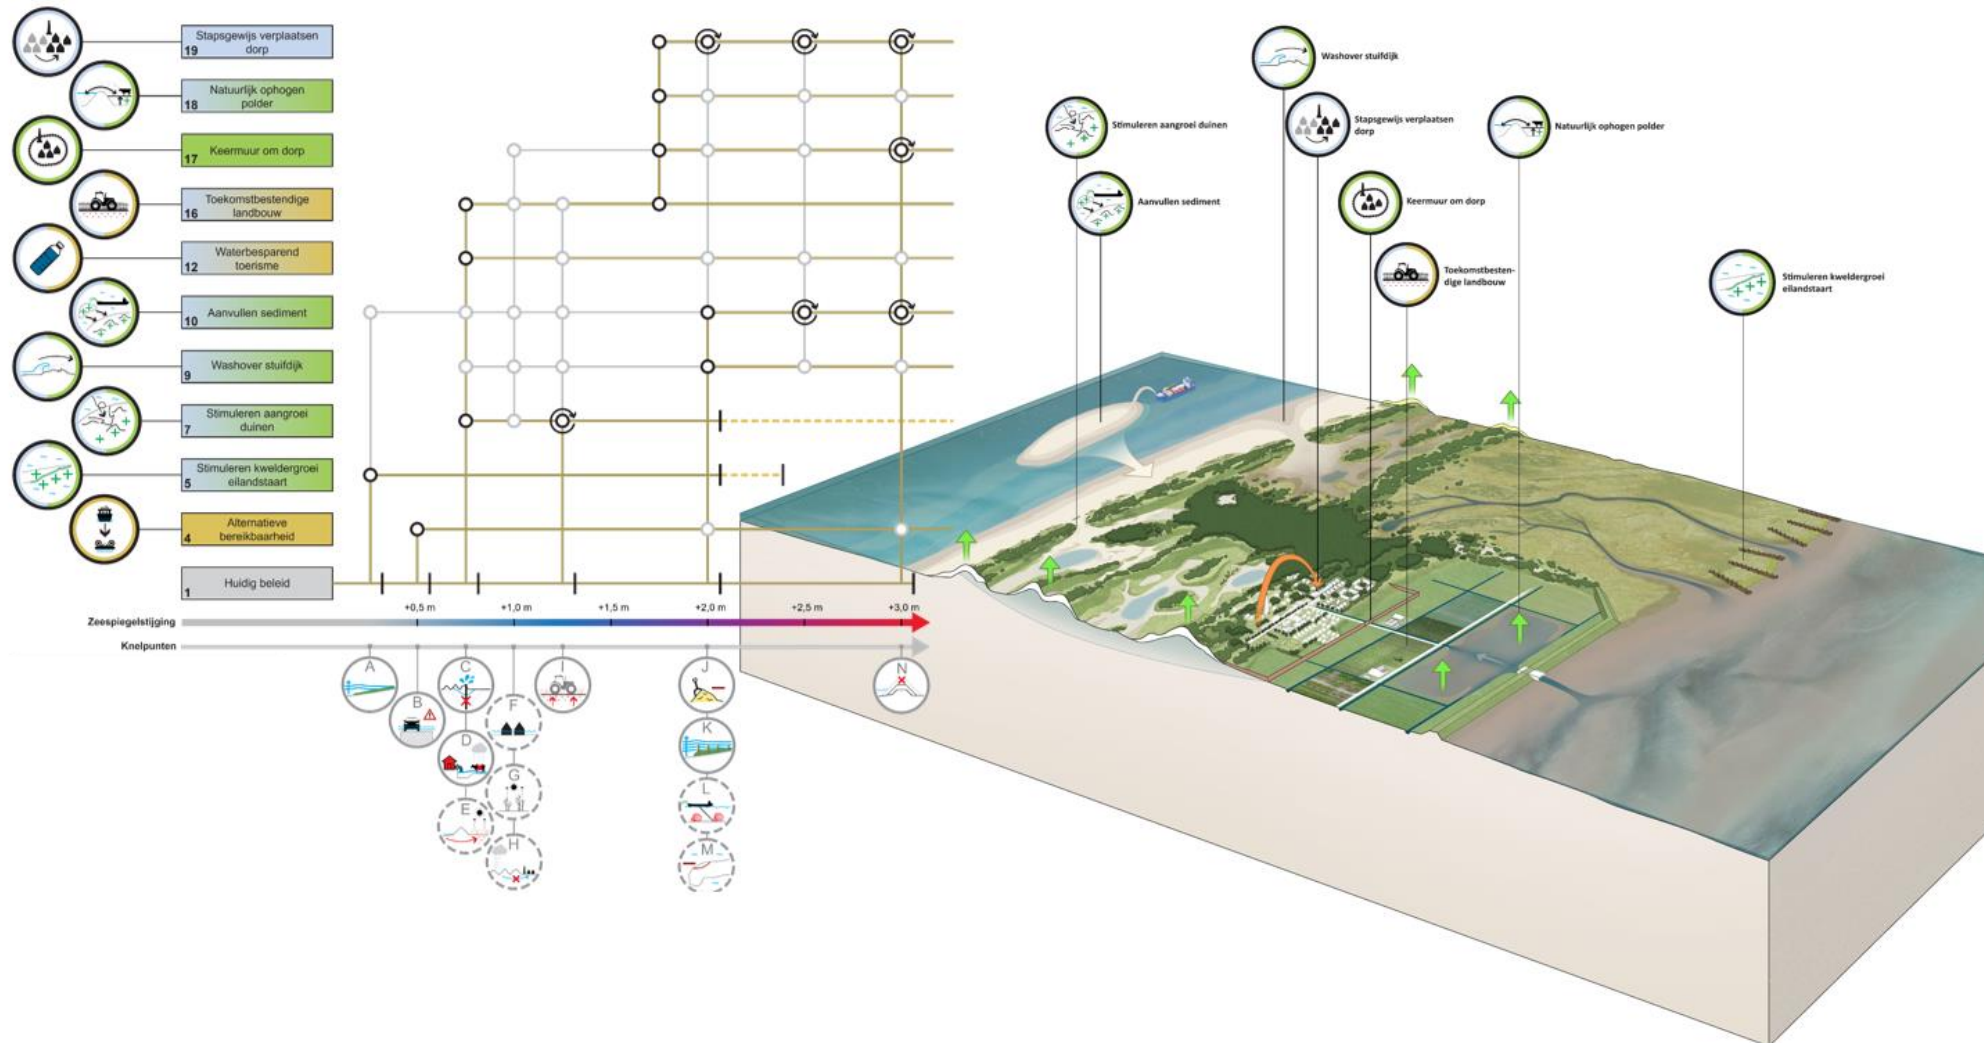 Stapsgewijs verplaatsen
dorp
19
Natuurlijk ophogen
polder
18
Keermuur om dorp
17
Toekomstbestendige
landbouw
16
Waterbesparend
toerisme
12
Aanvullen sediment
10
Washover stuifdijk
9
Stimuleren aangroei
duinen
7
Stimuleren kweldergroei
eilandstaart
5
Alternatieve
bereikbaarheid
4
Huidig beleid
1
+0,5 m
+1,0 m
+1,5 m
+2,0 m
+2,5 m
+3,0 m
Zeespiegelstijging
Knelpunten
A
B
C
D
E
F
G
H
I
J
K
L
M
N
Washover stuifdijk
Stimuleren aangroei duinen
Stapsgewijs verplaatsen
dorp
Natuurlijk ophogen polder
Aanvullen sediment
Keermuur om dorp
Toekomstbesten-
dige landbouw
Stimuleren kweldergroei
eilandstaart